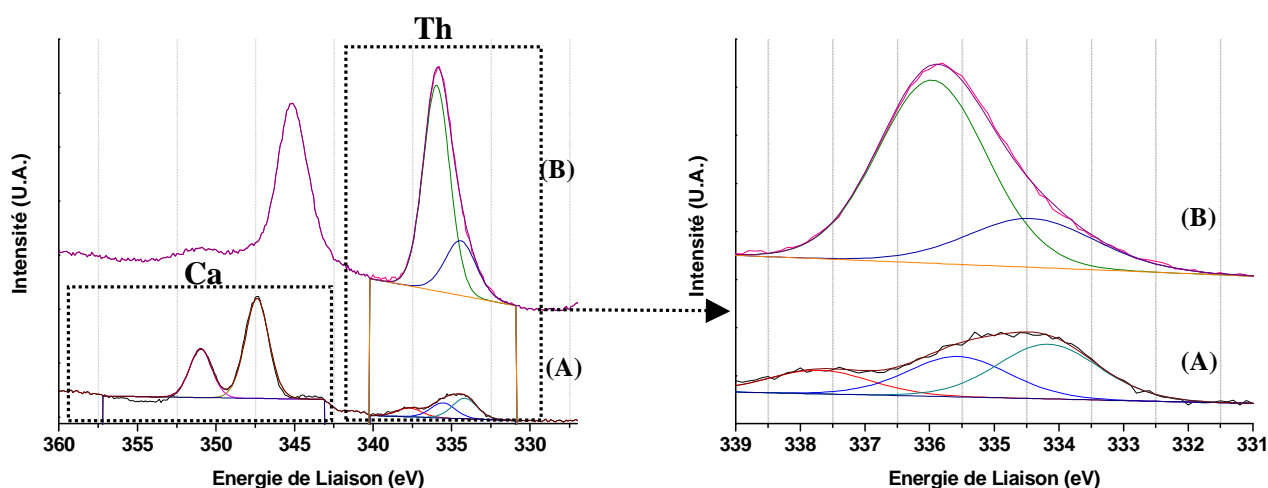 Th
Ca
(B)
(A)
Intensité (U.A.)
360 355 350 345 340 335 330
Energie de Liaison (eV)
(B)
(A)
Intensité (U.A.)
339 338 337 336 335 334 333 332 331
Energie de Liaison (eV)